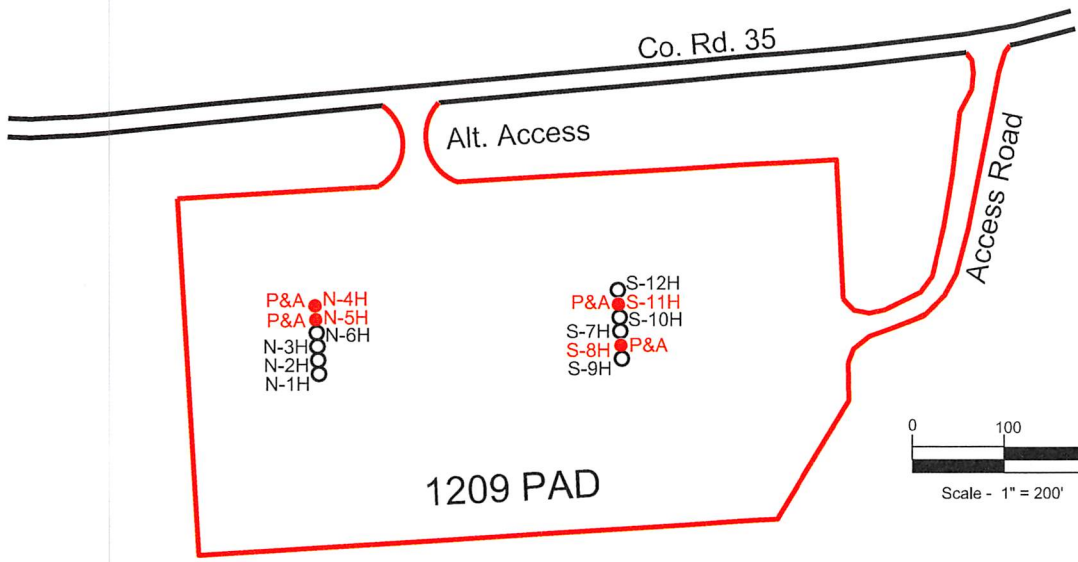 Co. Rd. 35
Alt. Access
Access Road
P&A N-4H
P&A N-5H
N-6H
N-3H
N-2H
N-1H
S-12H
P&A S-11H
S-10H
S-7H
S-8H P&A
S-9H
0 100
Scale - 1" = 200'
1209 PAD